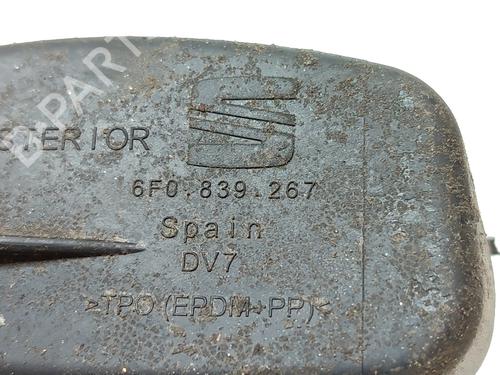 STERIOR
6F0.839.267
Spain
DV7
>TPO(EPDM+PP)<